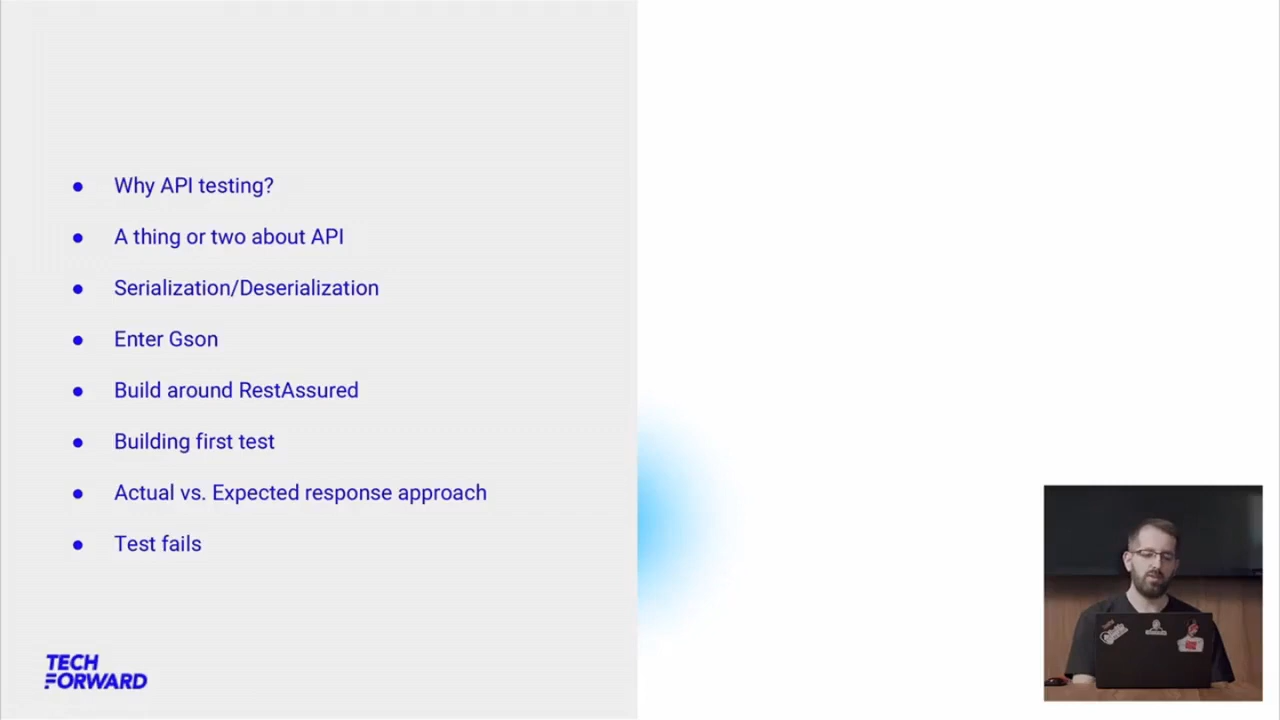 Why API testing?
A thing or two about API
Serialization/Deserialization
Enter Gson
Build around RestAssured
Building first test
Actual vs. Expected response approach
Test fails
TECH
FORWARD